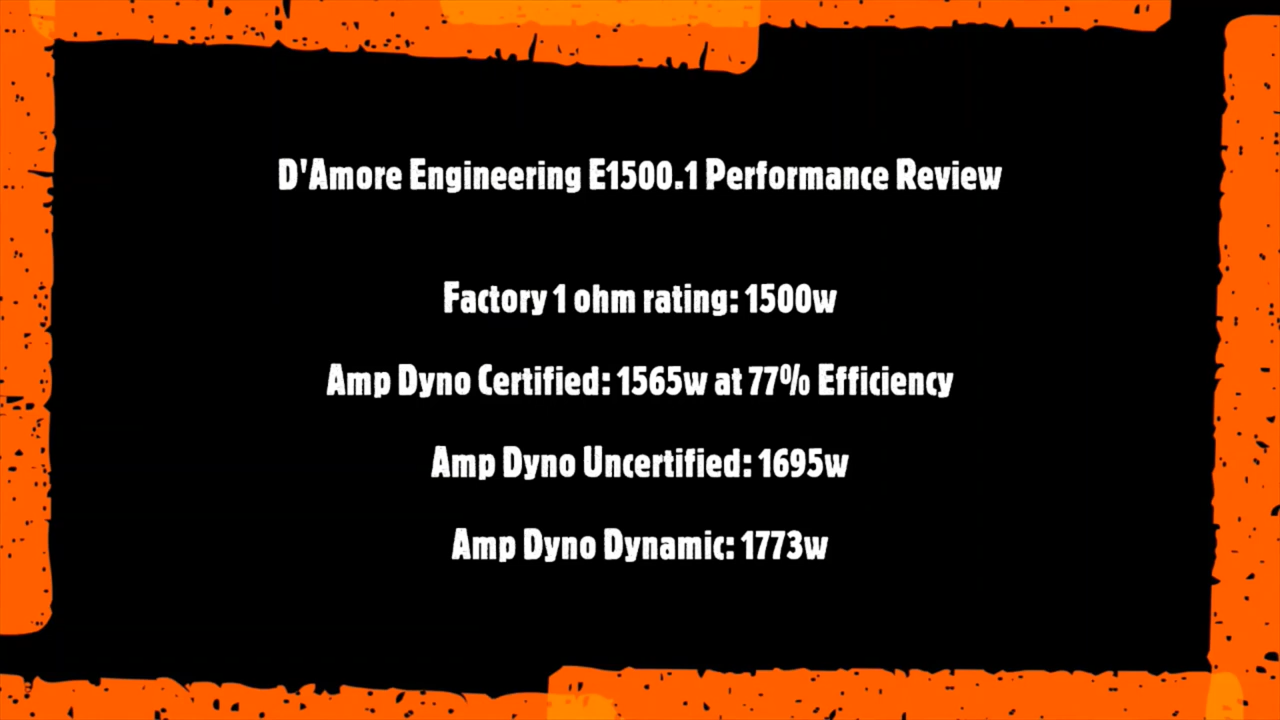 D'Amore Engineering E1500.1 Performance Review
Factory 1 ohm rating: 1500w
Amp Dyno Certified: 1565w at 77% Efficiency
Amp Dyno Uncertified: 1695w
Amp Dyno Dynamic: 1773w